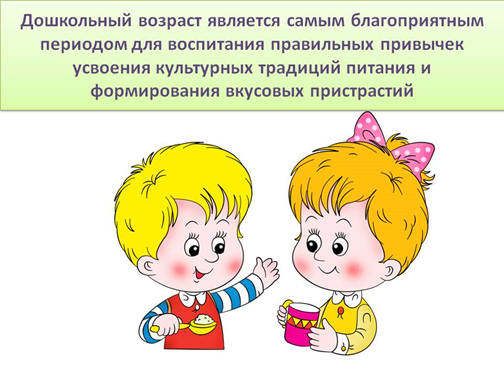 Дошкольный возраст является самым благоприятным
периодом для воспитания правильных привычек
усвоения культурных традиций питания и
формирования вкусовых пристрастий